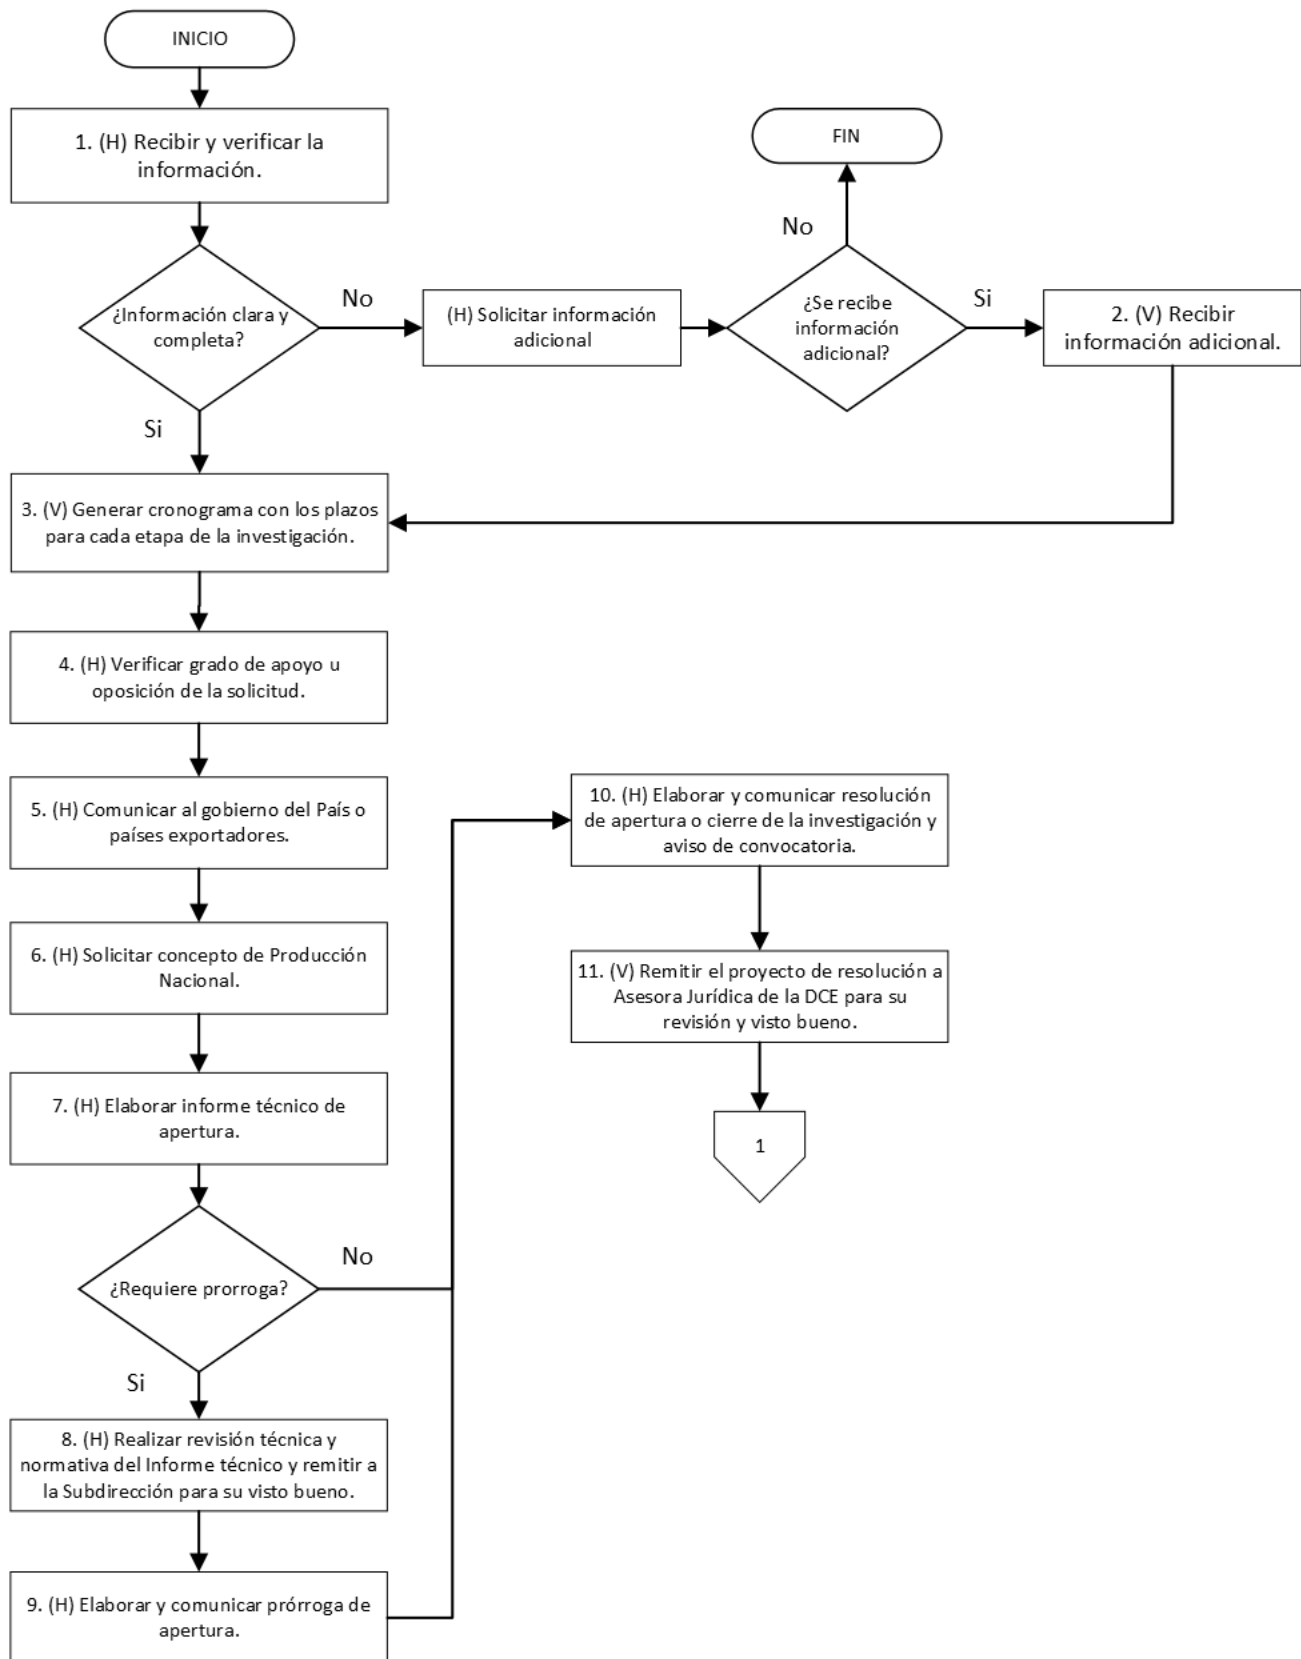 INICIO
1. (H) Recibir y verificar la
información.
¿Información clara y
completa?
No
(H) Solicitar información
adicional
¿Se recibe
información
adicional?
No
FIN
Si
2. (V) Recibir
información adicional.
Si
3. (V) Generar cronograma con los plazos
para cada etapa de la investigación.
4. (H) Verificar grado de apoyo u
oposición de la solicitud.
5. (H) Comunicar al gobierno del País o
países exportadores.
6. (H) Solicitar concepto de Producción
Nacional.
7. (H) Elaborar informe técnico de
apertura.
¿Requiere prorroga?
No
Si
8. (H) Realizar revisión técnica y
normativa del Informe técnico y remitir a
la Subdirección para su visto bueno.
9. (H) Elaborar y comunicar prórroga de
apertura.
10. (H) Elaborar y comunicar resolución
de apertura o cierre de la investigación y
aviso de convocatoria.
11. (V) Remitir el proyecto de resolución a
Asesora Jurídica de la DCE para su
revisión y visto bueno.
1